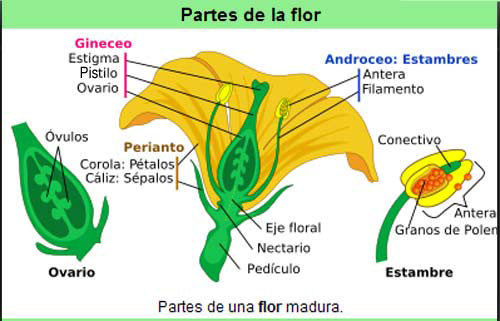 Partes de la flor
Gineceo
Estigma
Pistilo
Ovario
Androceo: Estambres
Antera
Filamento
Óvulos
Perianto
Corola: Pétalos
Cáliz: Sépalos
Conectivo
Eje floral
Nectario
Pedículo
Antera
Granos de Polen
Ovario
Estambre
Partes de una flor madura.